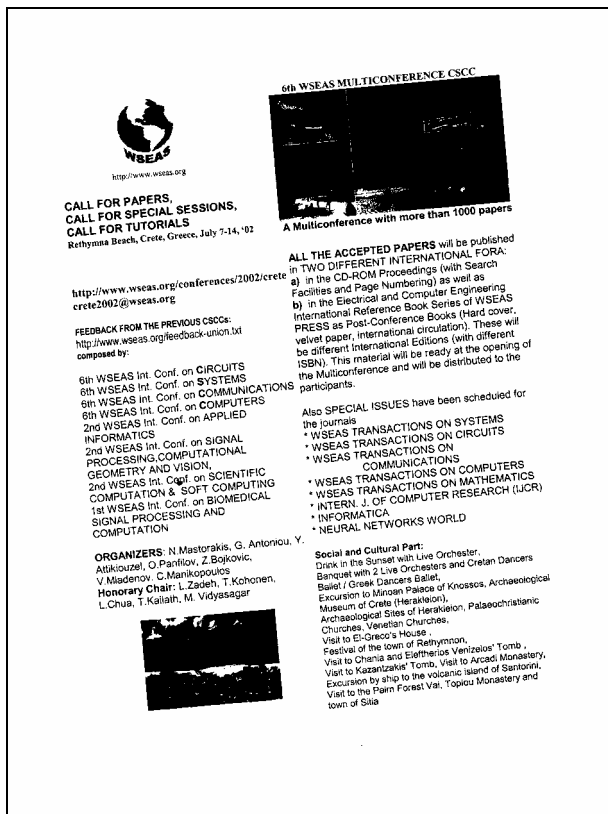 6th WSEAS MULTICONFERENCE CSCC
WSEAS
http://www.wseas.org
CALL FOR PAPERS,
CALL FOR SPECIAL SESSIONS,
CALL FOR TUTORIALS
Rethymna Beach, Crete, Greece, July 7-14, '02
http://www.wseas.org/conferences/2002/crete
crete2002@wseas.org
FEEDBACK FROM THE PREVIOUS CSCCs:
http://www.wseas.org/feedback-union.txt
composed by:
6th WSEAS Int. Conf. on CIRCUITS
6th WSEAS Int. Conf. on SYSTEMS
6th WSEAS Int. Conf. on COMMUNICATIONS
6th WSEAS Int. Conf. on COMPUTERS
2nd WSEAS Int. Conf. on APPLIED
INFORMATICS
2nd WSEAS Int. Conf. on SIGNAL
PROCESSING,COMPUTATIONAL
GEOMETRY AND VISION,
2nd WSEAS Int. Conf. on SCIENTIFIC
COMPUTATION & SOFT COMPUTING
1st WSEAS Int. Conf. on BIOMEDICAL
SIGNAL PROCESSING AND
COMPUTATION
ORGANIZERS: N.Mastorakis, G. Antoniou, Y.
Attikiouzel, O.Panfilov, Z.Bojkovic,
V.Mladenov. C.Manikopoulos
Honorary Chair: L.Zadeh, T.Kohonen,
L.Chua, T.Kailath, M. Vidyasagar
A Multiconference with more than 1000 papers
ALL THE ACCEPTED PAPERS will be published
in TWO DIFFERENT INTERNATIONAL FORA:
a) in the CD-ROM Proceedings (with Search
Facilities and Page Numbering) as well as
b) in the Electrical and Computer Engineering
International Reference Book Series of WSEAS
PRESS as Post-Conference Books (Hard cover,
velvet paper, international circulation). These will
be different International Editions (with different
ISBN). This material will be ready at the opening of
the Multiconference and will be distributed to the
participants.
Also SPECIAL ISSUES have been scheduled for
the journals
* WSEAS TRANSACTIONS ON SYSTEMS
* WSEAS TRANSACTIONS ON CIRCUITS
* WSEAS TRANSACTIONS ON
COMMUNICATIONS
* WSEAS TRANSACTIONS ON COMPUTERS
* WSEAS TRANSACTIONS ON MATHEMATICS
* INTERN. J. OF COMPUTER RESEARCH (IJCR)
* INFORMATICA
* NEURAL NETWORKS WORLD
Social and Cultural Part:
Drink in the Sunset with Live Orchester,
Banquet with 2 Live Orchesters and Cretan Dancers
Ballet / Greek Dancers Ballet,
Excursion to Minoan Palace of Knossos, Archaeological
Museum of Crete (Herakleion),
Archaeological Sites of Herakleion, Palaeochristianic
Churches, Venetian Churches,
Visit to El-Greco's House ,
Festival of the town of Rethymnon,
Visit to Chania and Eleftherios Venizelos' Tomb ,
Visit to Kazantzakis' Tomb, Visit to Arcadi Monastery,
Excursion by ship to the volcanic island of Santorini,
Visit to the Palm Forest Vai, Toplou Monastery and
town of Sitia